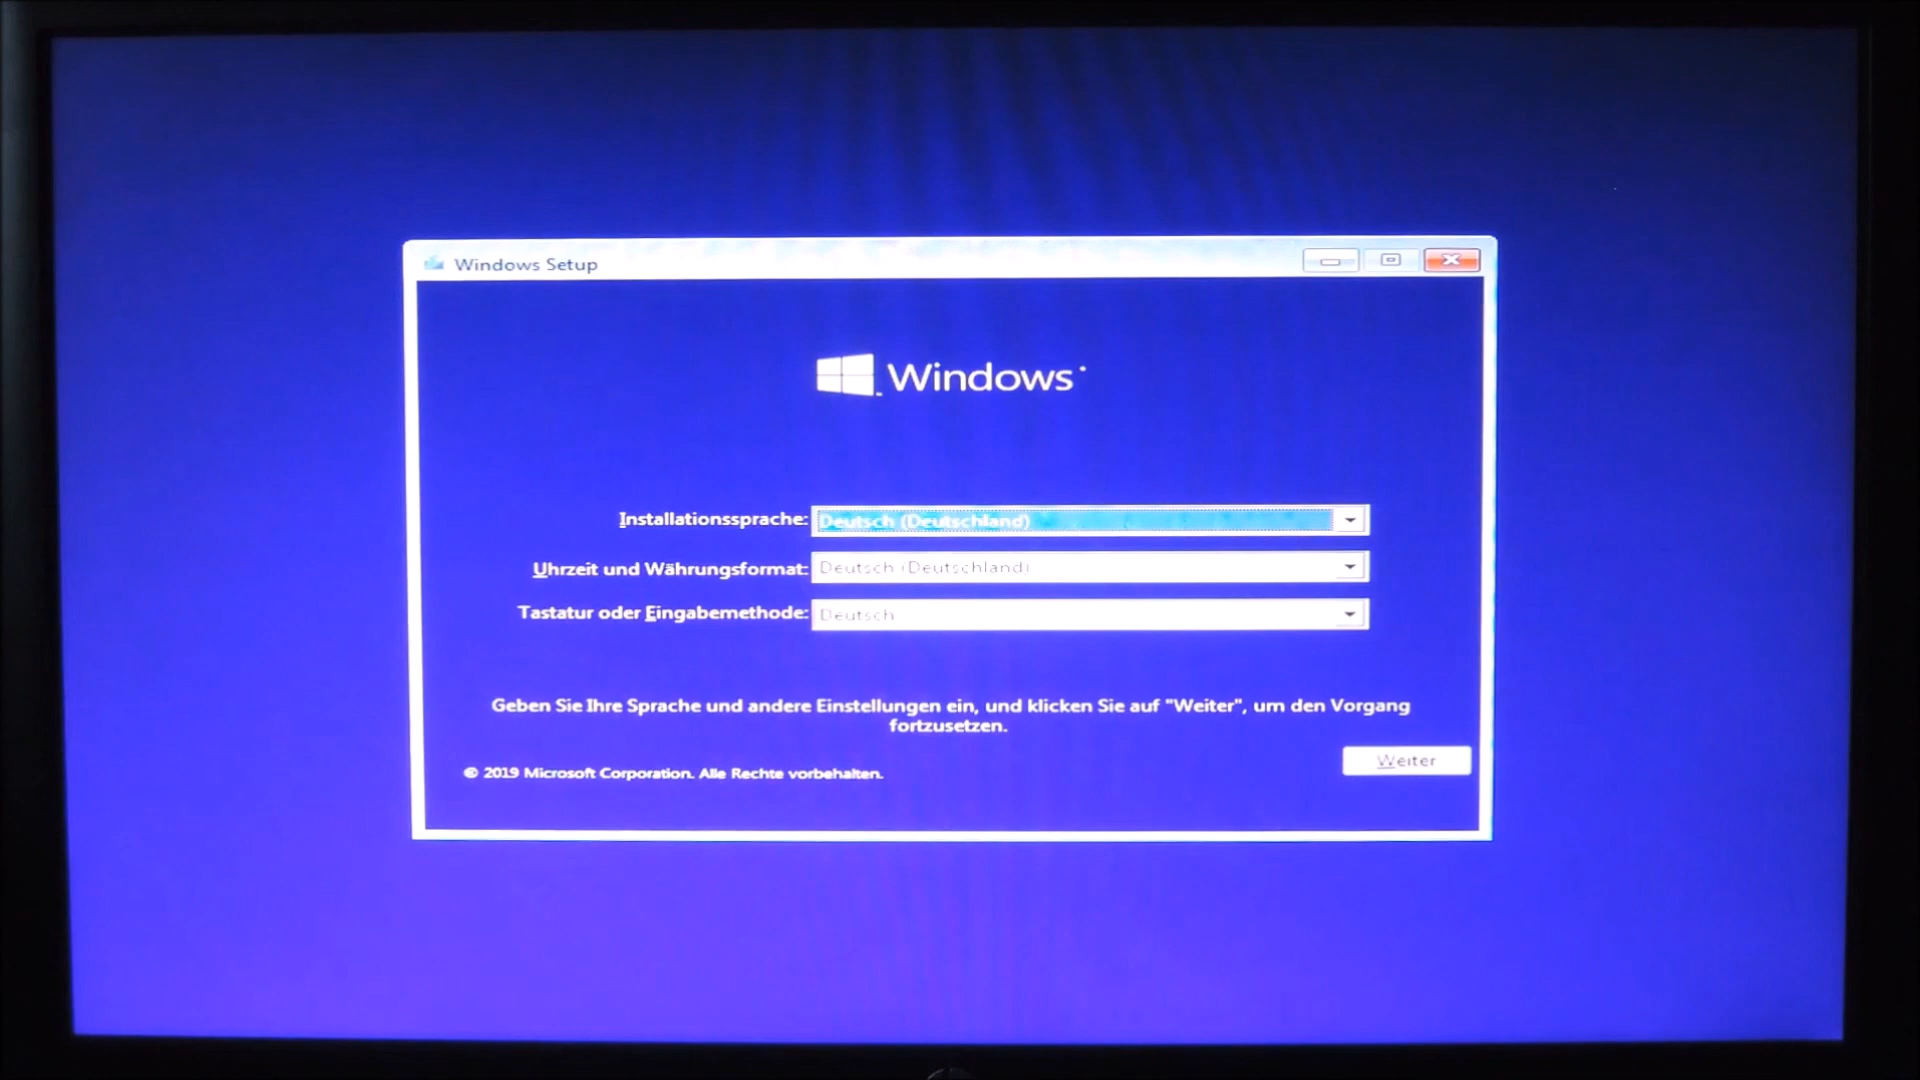 Windows Setup
Windows
Installationssprache: Deutsch (Deutschland)
Uhrzeit und Währungsformat: Deutsch (Deutschland)
Tastatur oder Eingabemethode: Deutsch
Geben Sie Ihre Sprache und andere Einstellungen ein, und klicken Sie auf "Weiter", um den Vorgang
fortzusetzen.
© 2019 Microsoft Corporation. Alle Rechte vorbehalten.
Weiter